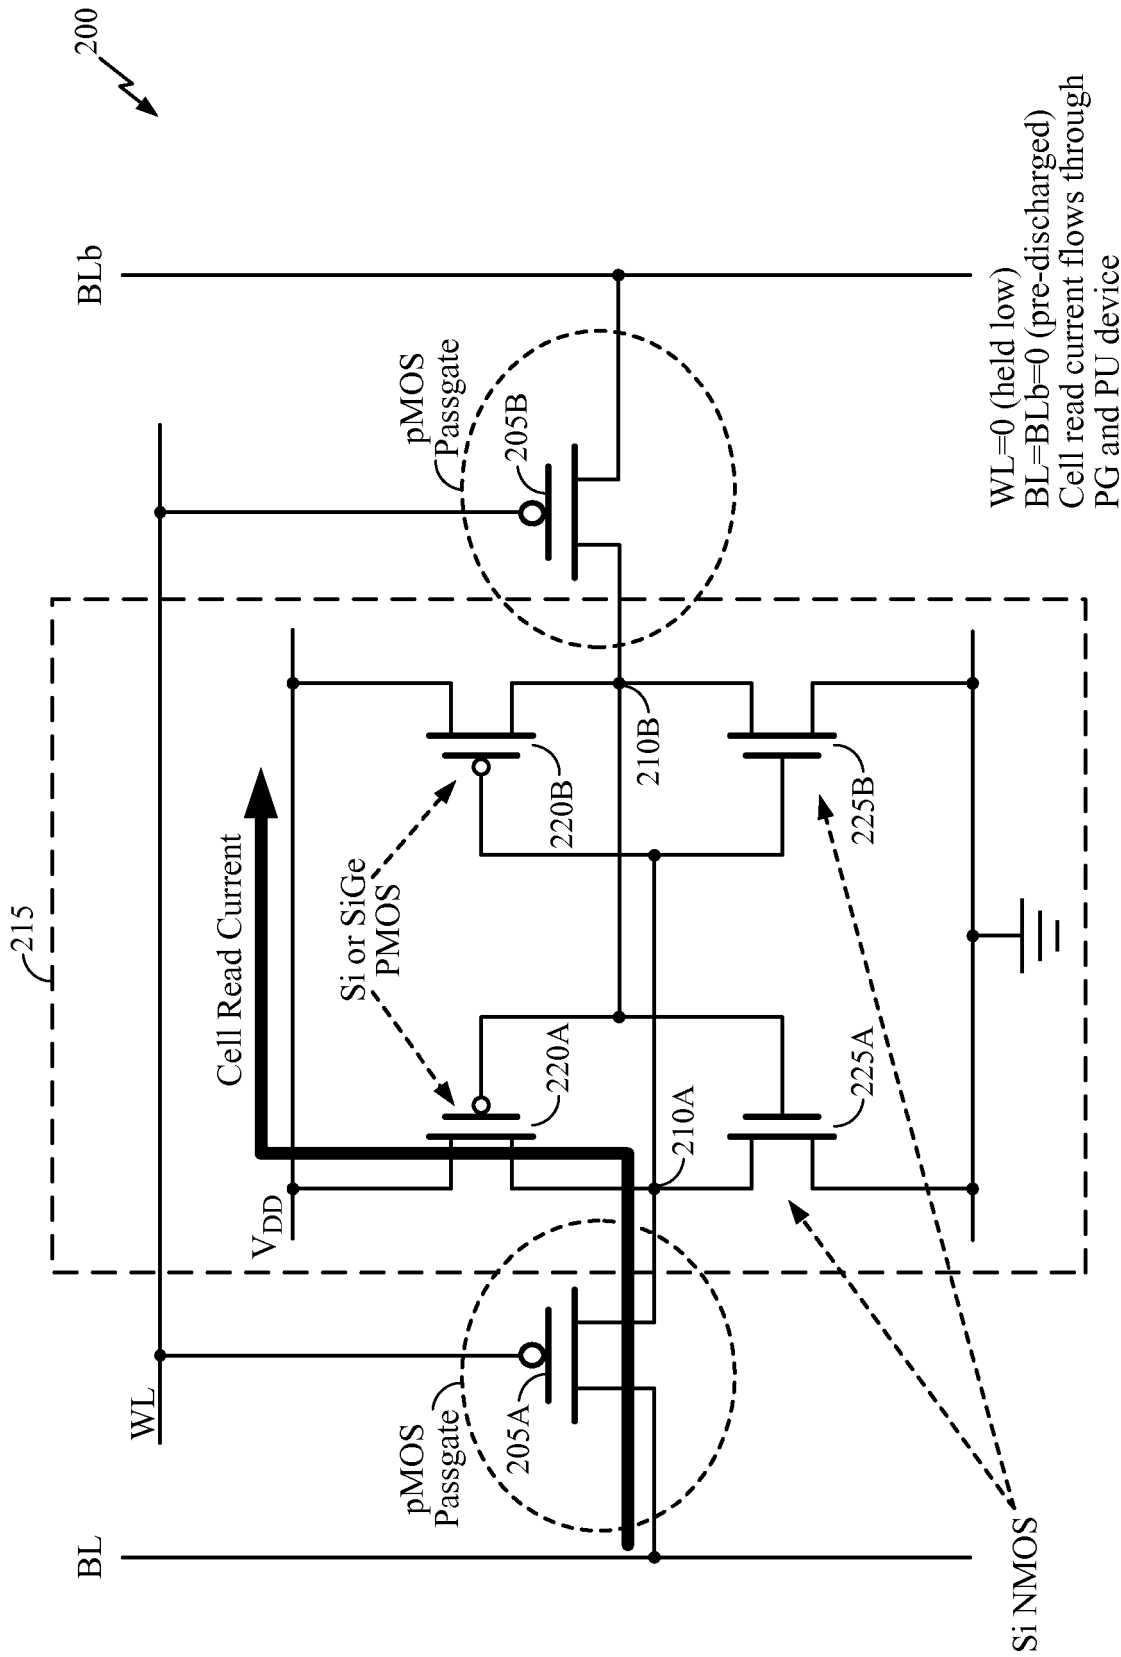 200
BL
BLb
WL
215
Cell Read Current
V_DD
pMOS
Passgate
205A
pMOS
Passgate
205B
Si or SiGe
PMOS
220A
220B
210A
210B
225A
225B
Si NMOS
WL=0 (held low)
BL=BLb=0 (pre-discharged)
Cell read current flows through
PG and PU device